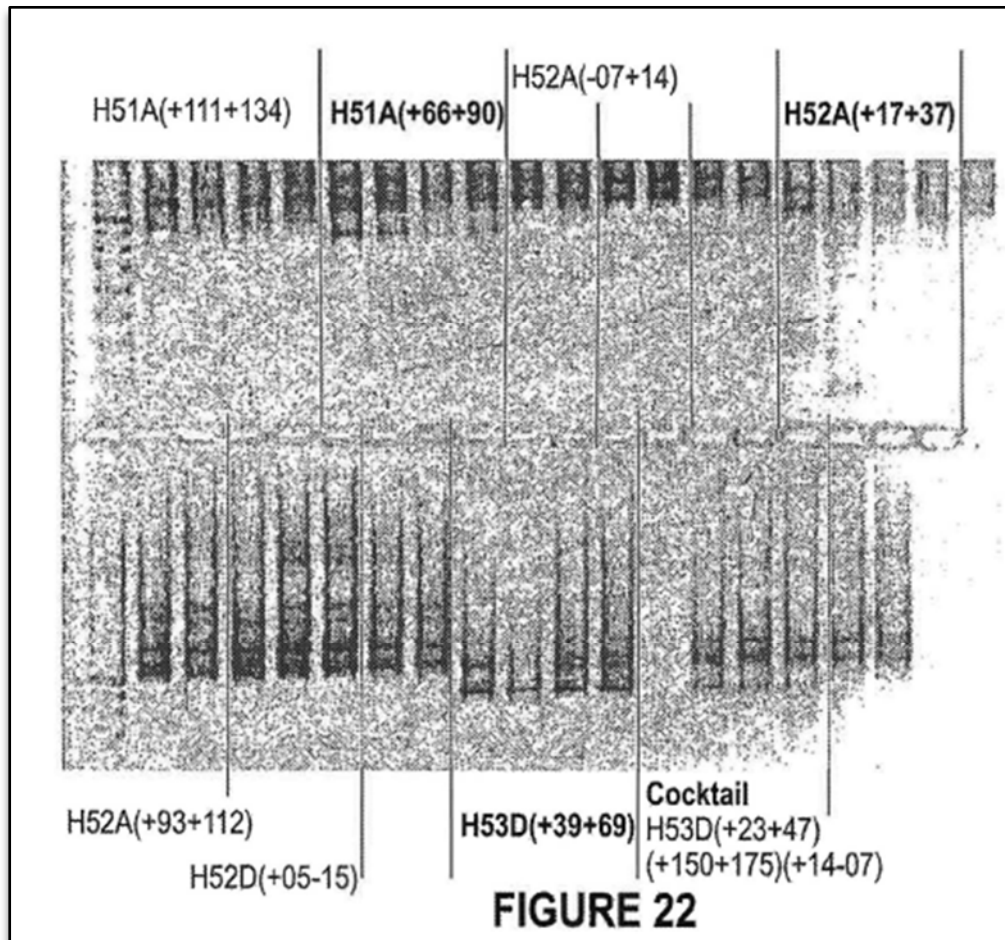 H52A(-07+14)
H51A(+111+134)
H51A(+66+90)
H52A(+17+37)
H52A(+93+112)
H52D(+05-15)
H53D(+39+69)
Cocktail
H53D(+23+47)
(+150+175)(+14-07)
FIGURE 22